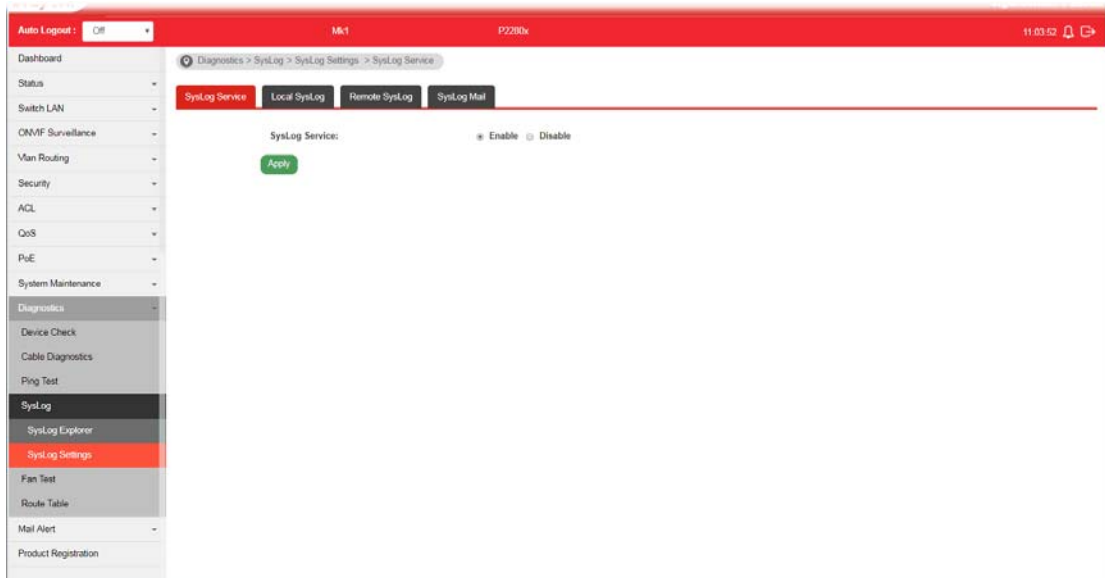 Auto Logout :
Off
Mk1
P2280x
11:03:52
Dashboard
Status
Switch LAN
ONVIF Surveillance
Vlan Routing
Security
ACL
QoS
PoE
System Maintenance
Diagnostics
Device Check
Cable Diagnostics
Ping Test
SysLog
SysLog Explorer
SysLog Settings
Fan Test
Route Table
Mail Alert
Product Registration
Diagnostics > SysLog > SysLog Settings > SysLog Service
SysLog Service
Local SysLog
Remote SysLog
SysLog Mail
SysLog Service:
Enable
Disable
Apply